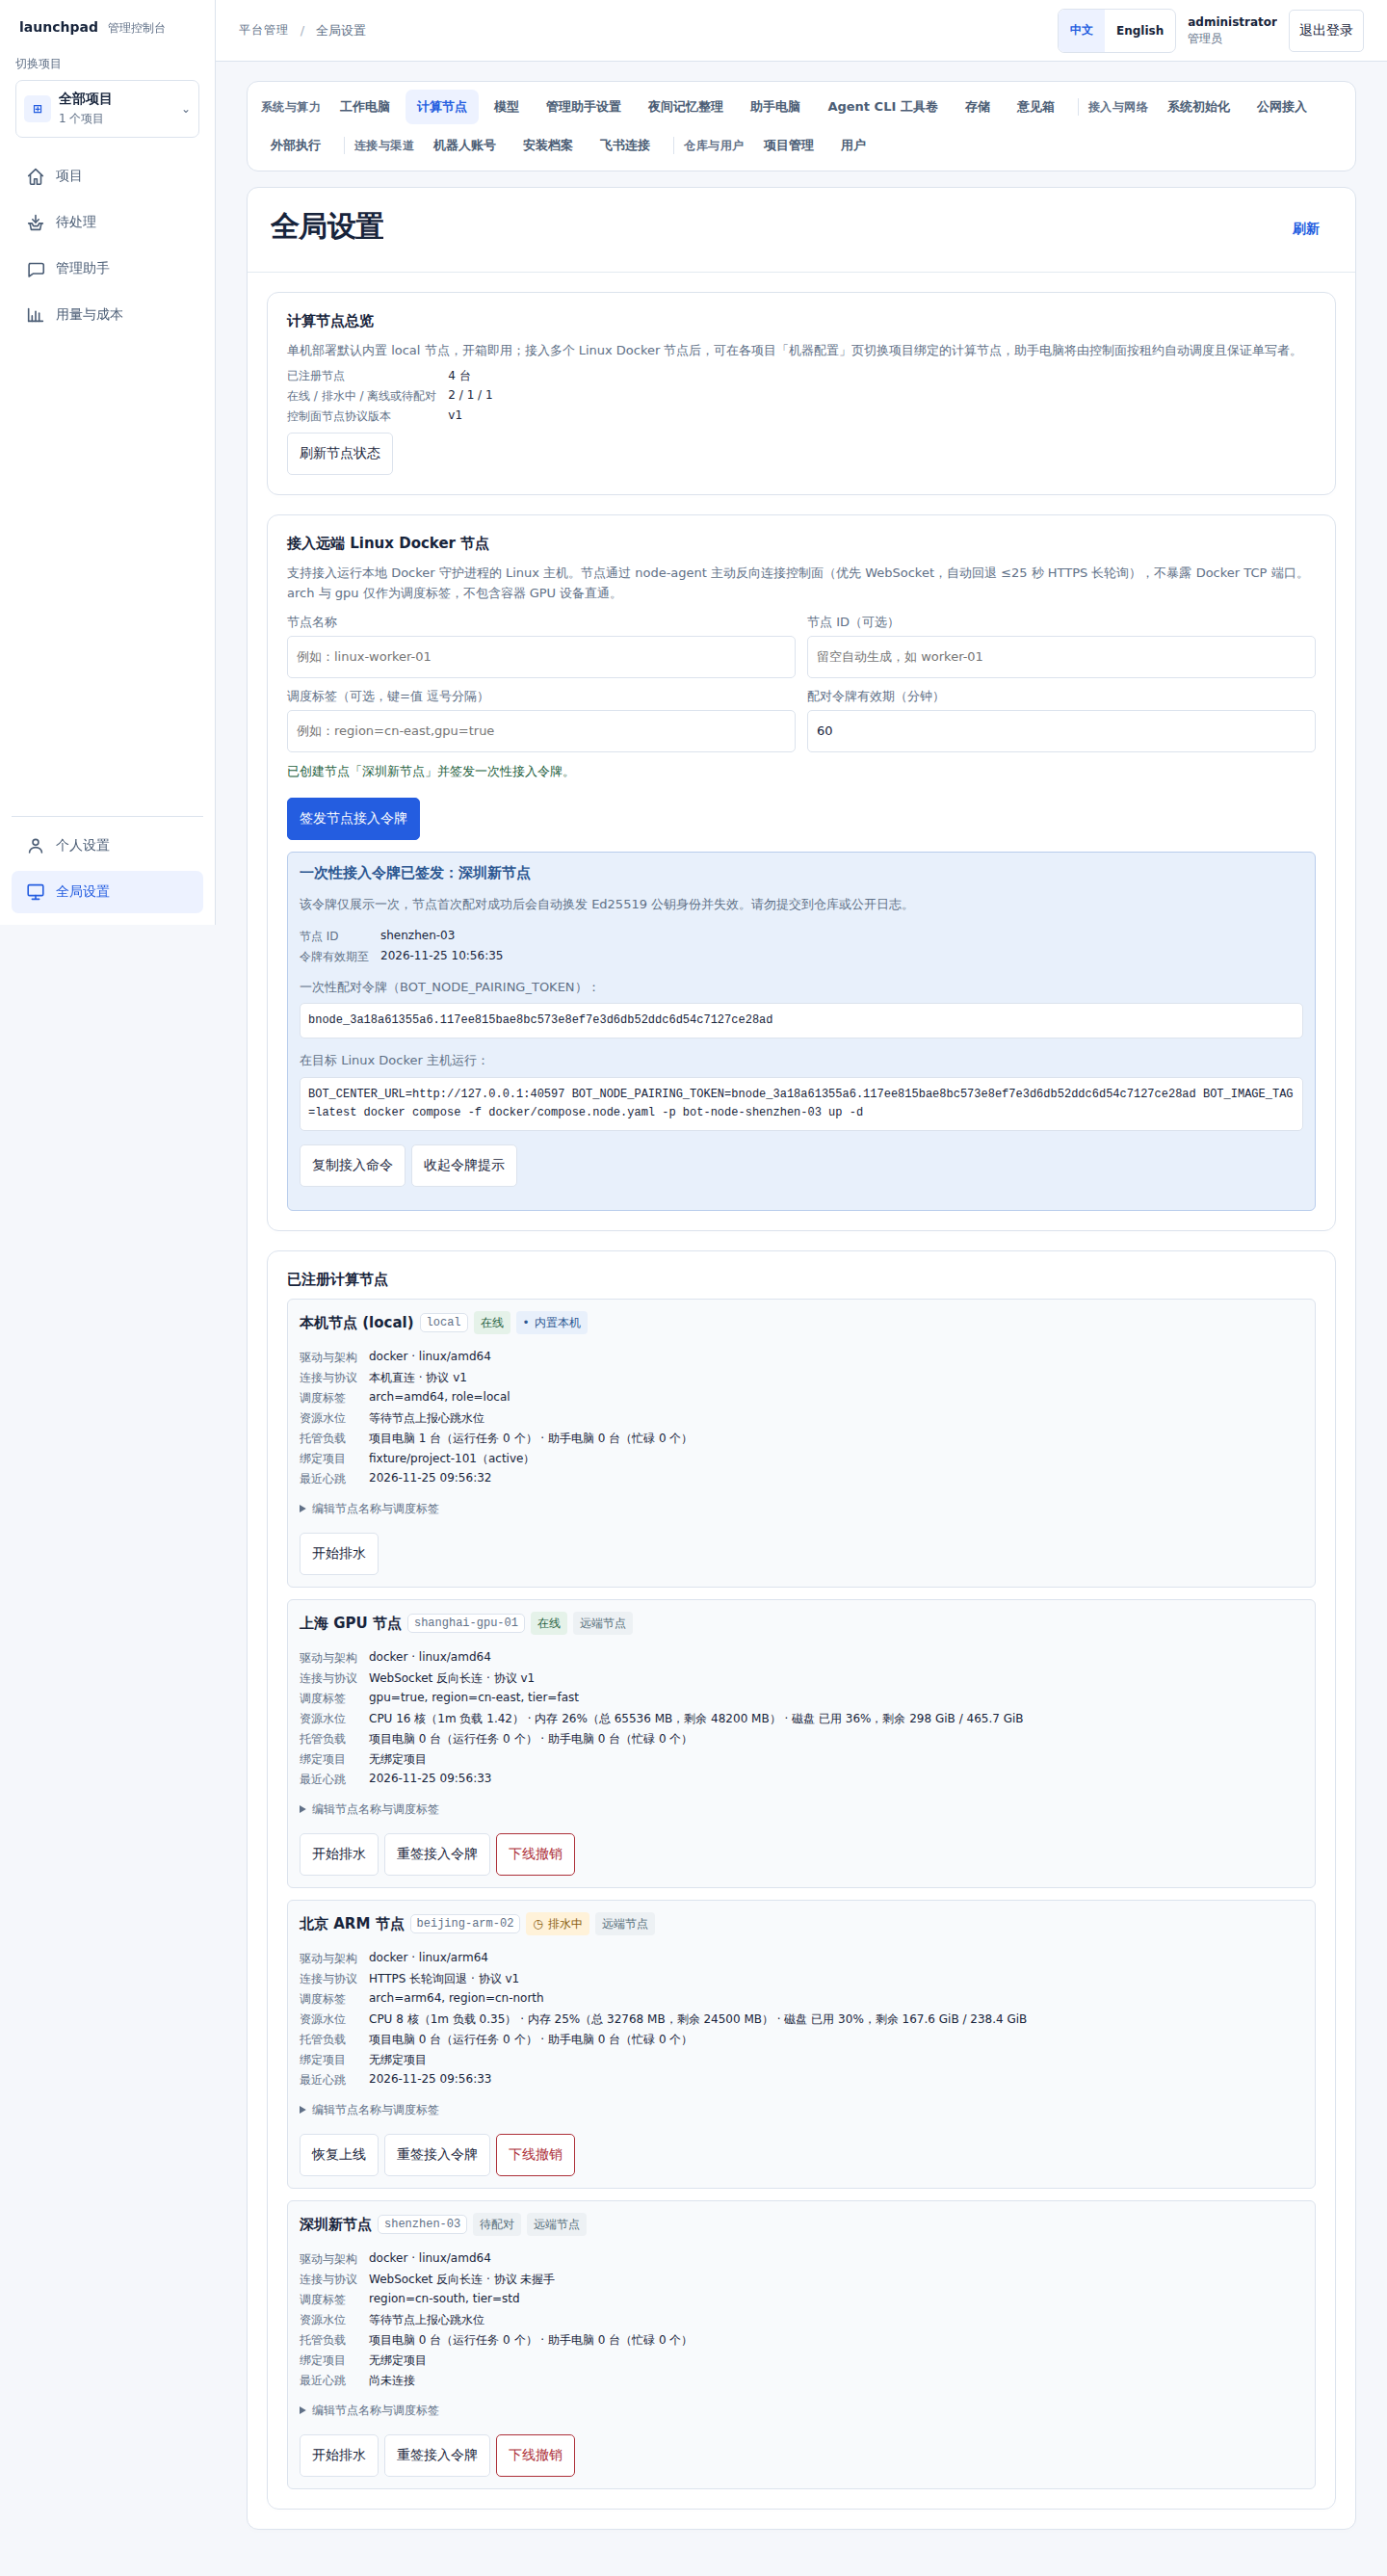 launchpad 管理控制台
切换项目
全部项目
1 个项目
项目
待处理
管理助手
用量与成本
个人设置
全局设置
平台管理 / 全局设置
中文 English
administrator
管理员
退出登录
系统与算力 工作电脑 计算节点 模型 管理助手设置 夜间记忆整理 助手电脑 Agent CLI 工具卷 存储 意见箱 接入与网络 系统初始化 公网接入
外部执行 连接与渠道 机器人账号 安装档案 飞书连接 仓库与用户 项目管理 用户
全局设置
刷新
计算节点总览
单机部署默认内置 local 节点，开箱即用；接入多个 Linux Docker 节点后，可在各项目「机器配置」页切换项目绑定的计算节点，助手电脑将由控制面按租约自动调度且保证单写者。
已注册节点 4 台
在线 / 排水中 / 离线或待配对 2 / 1 / 1
控制面节点协议版本 v1
刷新节点状态
接入远端 Linux Docker 节点
支持接入运行本地 Docker 守护进程的 Linux 主机。节点通过 node-agent 主动反向连接控制面（优先 WebSocket，自动回退 ≤25 秒 HTTPS 长轮询），不暴露 Docker TCP 端口。
arch 与 gpu 仅作为调度标签，不包含容器 GPU 设备直通。
节点名称 节点 ID（可选）
例如：linux-worker-01 留空自动生成，如 worker-01
调度标签（可选，键=值 逗号分隔） 配对令牌有效期（分钟）
例如：region=cn-east,gpu=true 60
已创建节点「深圳新节点」并签发一次性接入令牌。
签发节点接入令牌
一次性接入令牌已签发：深圳新节点
该令牌仅展示一次，节点首次配对成功后会自动换发 Ed25519 公钥身份并失效。请勿提交到仓库或公开日志。
节点 ID shenzhen-03
令牌有效期至 2026-11-25 10:56:35
一次性配对令牌（BOT_NODE_PAIRING_TOKEN）：
bnode_3a18a61355a6.117ee815bae8bc573e8ef7e3d6db52ddc6d54c7127ce28ad
在目标 Linux Docker 主机运行：
BOT_CENTER_URL=http://127.0.0.1:40597 BOT_NODE_PAIRING_TOKEN=bnode_3a18a61355a6.117ee815bae8bc573e8ef7e3d6db52ddc6d54c7127ce28ad BOT_IMAGE_TAG
=latest docker compose -f docker/compose.node.yaml -p bot-node-shenzhen-03 up -d
复制接入命令 收起令牌提示
已注册计算节点
本机节点 (local) local 在线 • 内置本机
驱动与架构 docker · linux/amd64
连接与协议 本机直连 · 协议 v1
调度标签 arch=amd64, role=local
资源水位 等待节点上报心跳水位
托管负载 项目电脑 1 台（运行任务 0 个） · 助手电脑 0 台（忙碌 0 个）
绑定项目 fixture/project-101（active）
最近心跳 2026-11-25 09:56:32
▶ 编辑节点名称与调度标签
开始排水
上海 GPU 节点 shanghai-gpu-01 在线 远端节点
驱动与架构 docker · linux/amd64
连接与协议 WebSocket 反向长连 · 协议 v1
调度标签 gpu=true, region=cn-east, tier=fast
资源水位 CPU 16 核（1m 负载 1.42） · 内存 26%（总 65536 MB，剩余 48200 MB） · 磁盘 已用 36%，剩余 298 GiB / 465.7 GiB
托管负载 项目电脑 0 台（运行任务 0 个） · 助手电脑 0 台（忙碌 0 个）
绑定项目 无绑定项目
最近心跳 2026-11-25 09:56:33
▶ 编辑节点名称与调度标签
开始排水 重签接入令牌 下线撤销
北京 ARM 节点 beijing-arm-02 ◷ 排水中 远端节点
驱动与架构 docker · linux/arm64
连接与协议 HTTPS 长轮询回退 · 协议 v1
调度标签 arch=arm64, region=cn-north
资源水位 CPU 8 核（1m 负载 0.35） · 内存 25%（总 32768 MB，剩余 24500 MB） · 磁盘 已用 30%，剩余 167.6 GiB / 238.4 GiB
托管负载 项目电脑 0 台（运行任务 0 个） · 助手电脑 0 台（忙碌 0 个）
绑定项目 无绑定项目
最近心跳 2026-11-25 09:56:33
▶ 编辑节点名称与调度标签
恢复上线 重签接入令牌 下线撤销
深圳新节点 shenzhen-03 待配对 远端节点
驱动与架构 docker · linux/amd64
连接与协议 WebSocket 反向长连 · 协议 未握手
调度标签 region=cn-south, tier=std
资源水位 等待节点上报心跳水位
托管负载 项目电脑 0 台（运行任务 0 个） · 助手电脑 0 台（忙碌 0 个）
绑定项目 无绑定项目
最近心跳 尚未连接
▶ 编辑节点名称与调度标签
开始排水 重签接入令牌 下线撤销